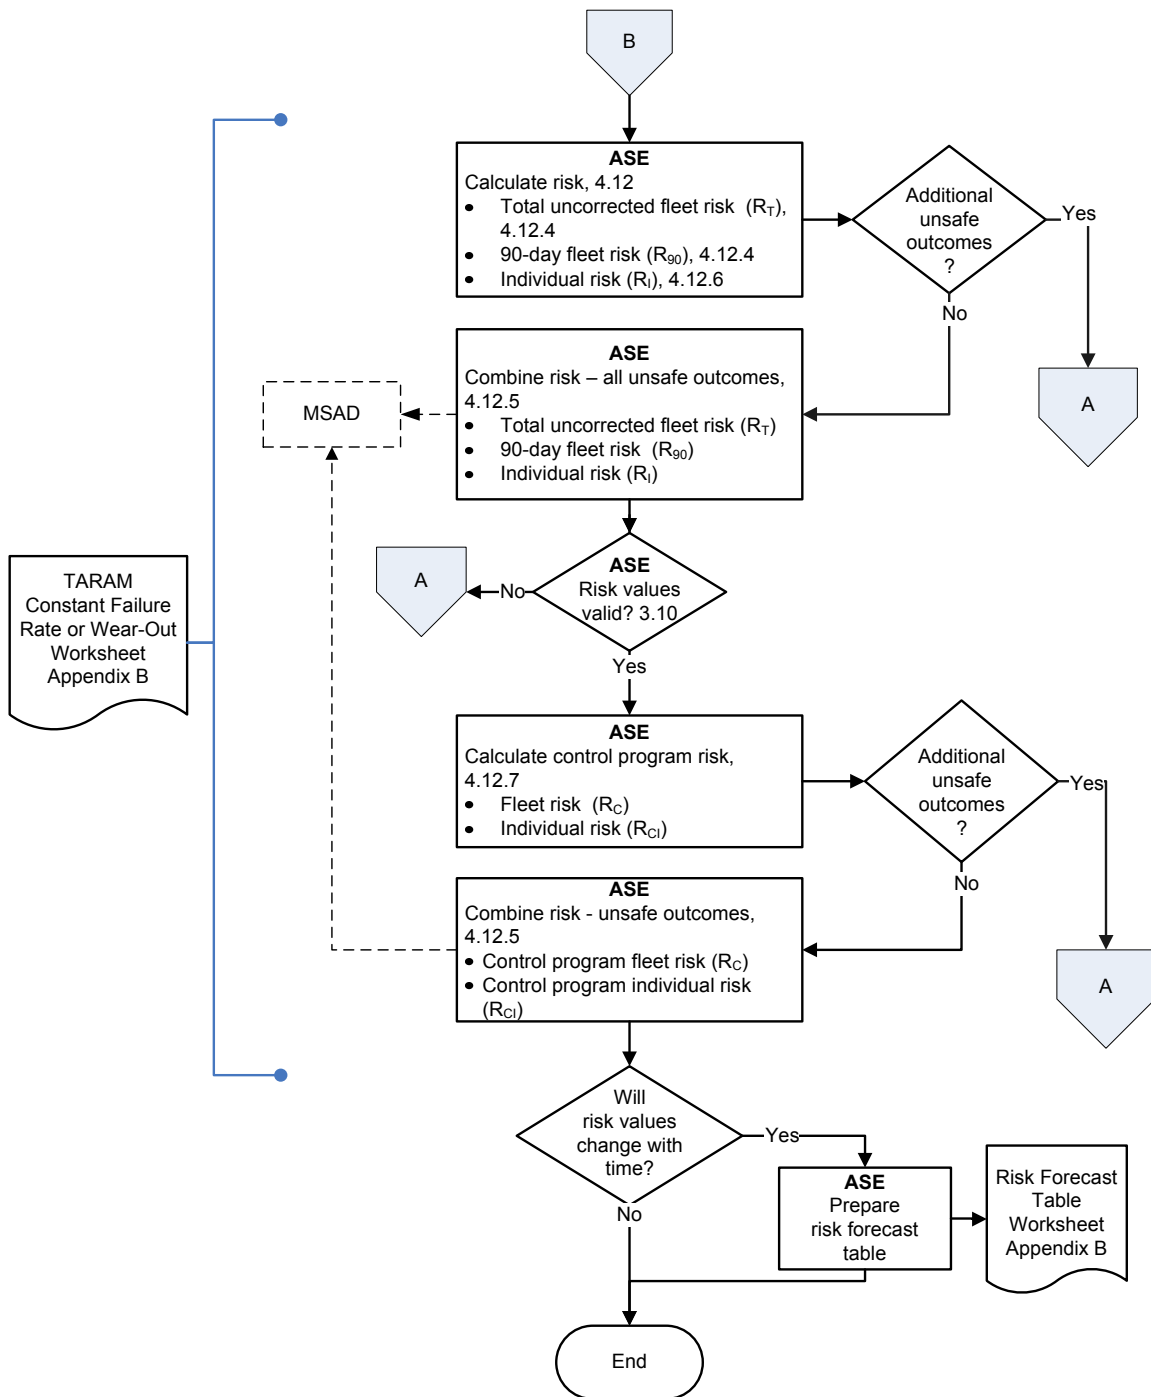 B
ASE
Calculate risk, 4.12
• Total uncorrected fleet risk (RT),
4.12.4
• 90-day fleet risk (R90), 4.12.4
• Individual risk (RI), 4.12.6
Additional
unsafe
outcomes
?
Yes
No
A
ASE
Combine risk – all unsafe outcomes,
4.12.5
• Total uncorrected fleet risk (RT)
• 90-day fleet risk (R90)
• Individual risk (RI)
MSAD
ASE
Risk values
valid? 3.10
No
A
Yes
TARAM
Constant Failure
Rate or Wear-Out
Worksheet
Appendix B
ASE
Calculate control program risk,
4.12.7
• Fleet risk (RC)
• Individual risk (RCI)
Additional
unsafe
outcomes
?
Yes
No
A
ASE
Combine risk - unsafe outcomes,
4.12.5
• Control program fleet risk (RC)
• Control program individual risk
(RCI)
Will
risk values
change with
time?
Yes
No
ASE
Prepare
risk forecast
table
Risk Forecast
Table
Worksheet
Appendix B
End